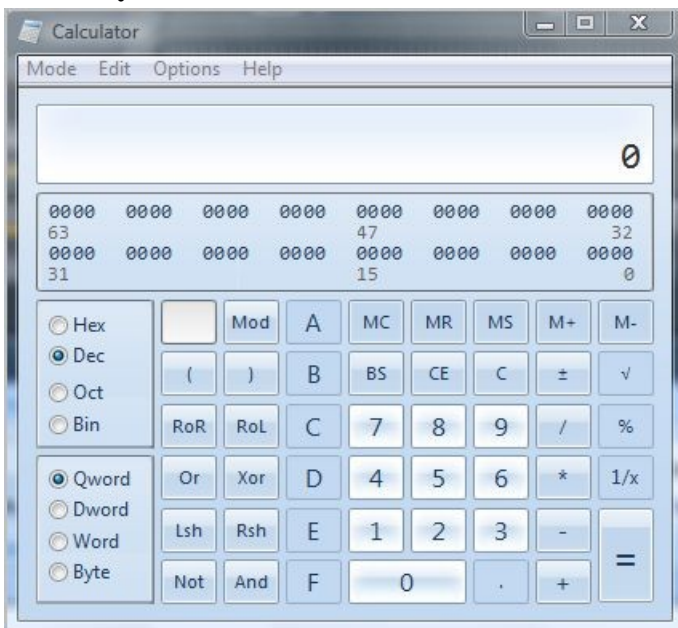 Calculator
Mode Edit Options Help
0
0000 0000 0000 0000 0000 0000 0000 0000
63 47 32
0000 0000 0000 0000 0000 0000 0000 0000
31 15 0
Hex Mod A MC MR MS M+ M-
Dec ( ) B BS CE C ± √
Oct
Bin RoR RoL C 7 8 9 / %
Qword Or Xor D 4 5 6 * 1/x
Dword
Word Lsh Rsh E 1 2 3 - =
Byte Not And F 0 . +